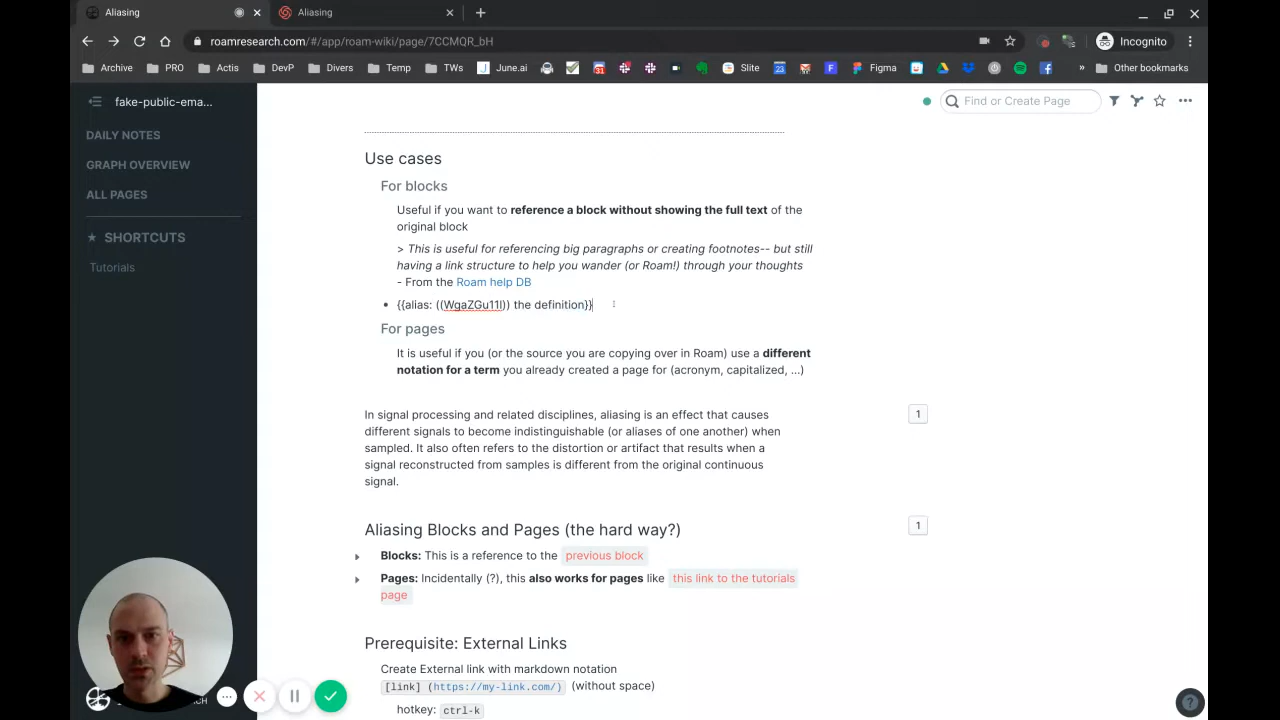 Aliasing
Aliasing
roamresearch.com/#/app/roam-wiki/page/7CCMQR_bH
Incognito
Archive
PRO
Actis
DevP
Divers
Temp
TWs
June.ai
Slite
Figma
»
Other bookmarks
fake-public-ema...
Find or Create Page
DAILY NOTES
GRAPH OVERVIEW
ALL PAGES
SHORTCUTS
Tutorials
Use cases
For blocks
Useful if you want to reference a block without showing the full text of the
original block
> This is useful for referencing big paragraphs or creating footnotes-- but still
having a link structure to help you wander (or Roam!) through your thoughts
- From the Roam help DB
{{alias: ((WgaZGu11I)) the definition}}
For pages
It is useful if you (or the source you are copying over in Roam) use a different
notation for a term you already created a page for (acronym, capitalized, ...)
In signal processing and related disciplines, aliasing is an effect that causes
1
different signals to become indistinguishable (or aliases of one another) when
sampled. It also often refers to the distortion or artifact that results when a
signal reconstructed from samples is different from the original continuous
signal.
Aliasing Blocks and Pages (the hard way?)
1
Blocks: This is a reference to the previous block
Pages: Incidentally (?), this also works for pages like this link to the tutorials
page
Prerequisite: External Links
Create External link with markdown notation
[link] (https://my-link.com/) (without space)
hotkey: ctrl-k